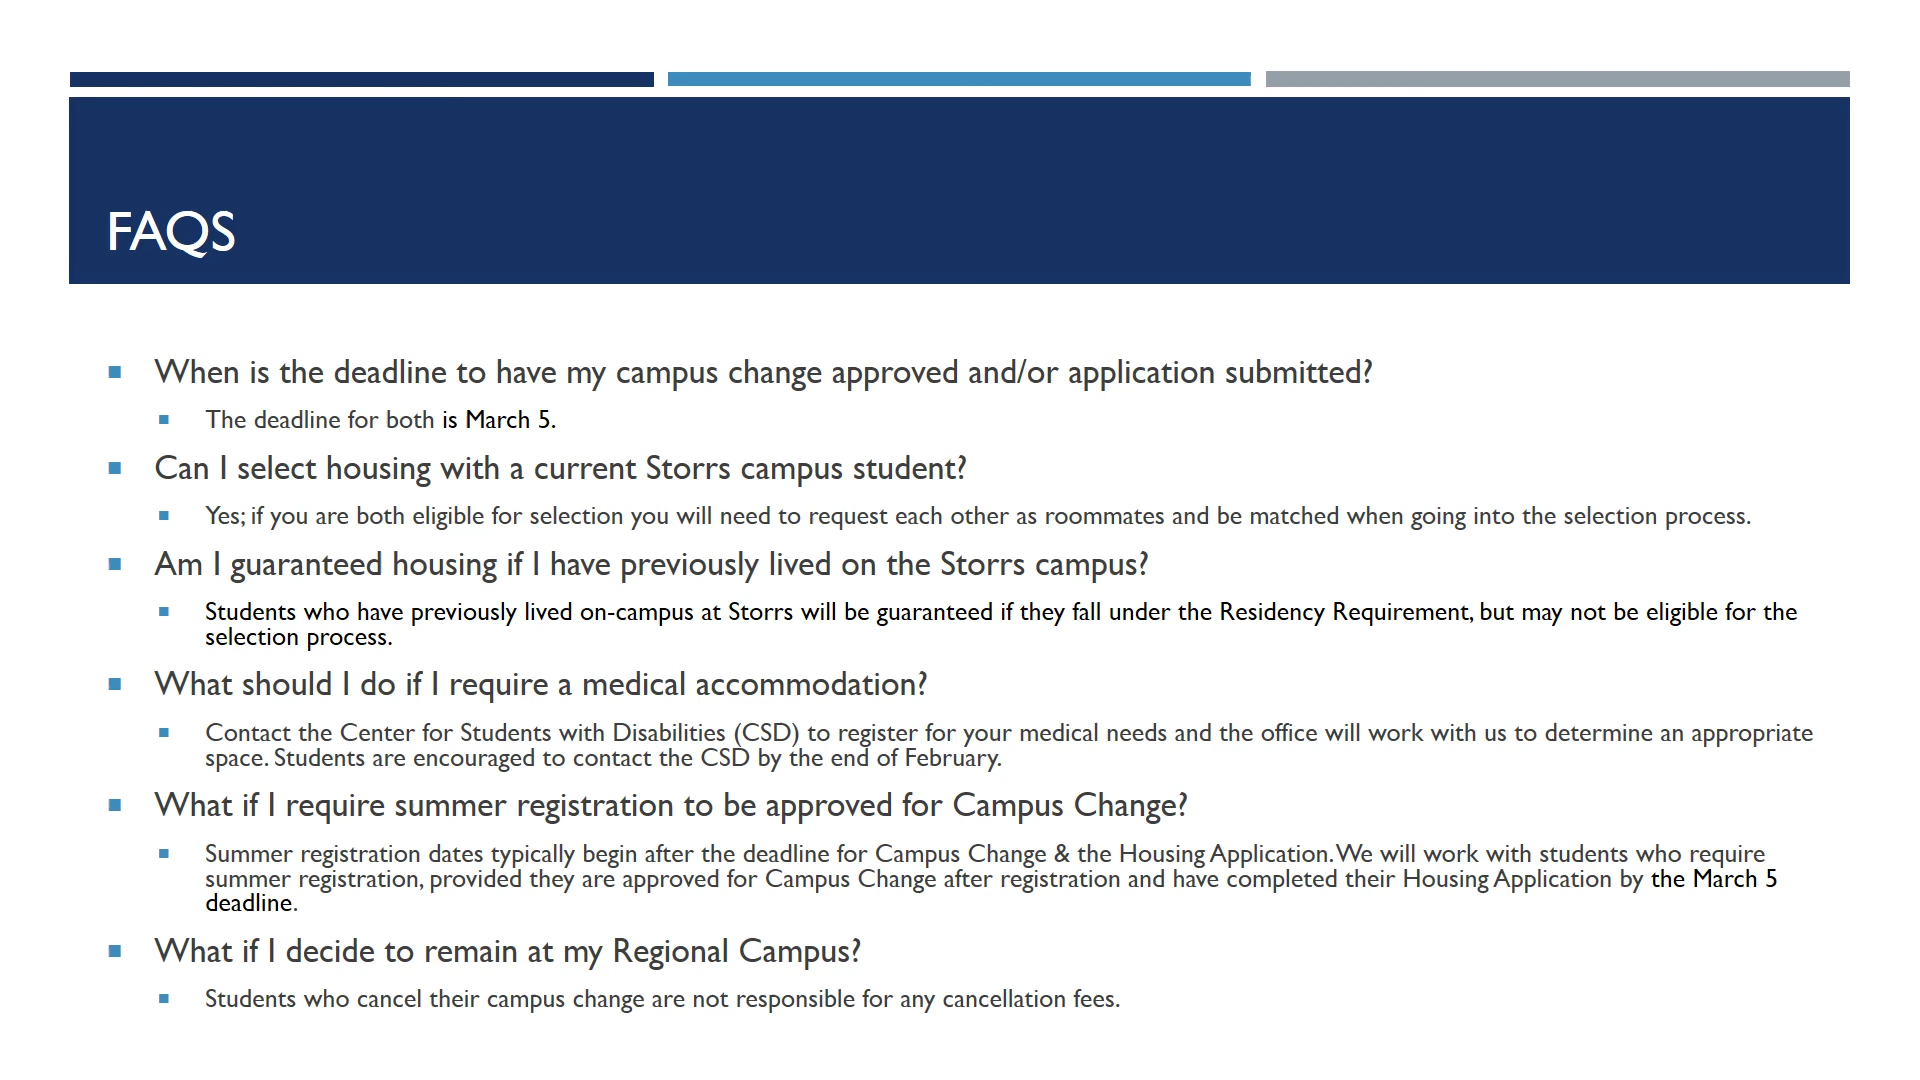 FAQS
When is the deadline to have my campus change approved and/or application submitted?
The deadline for both is March 5.
Can I select housing with a current Storrs campus student?
Yes; if you are both eligible for selection you will need to request each other as roommates and be matched when going into the selection process.
Am I guaranteed housing if I have previously lived on the Storrs campus?
Students who have previously lived on-campus at Storrs will be guaranteed if they fall under the Residency Requirement, but may not be eligible for the
selection process.
What should I do if I require a medical accommodation?
Contact the Center for Students with Disabilities (CSD) to register for your medical needs and the office will work with us to determine an appropriate
space. Students are encouraged to contact the CSD by the end of February.
What if I require summer registration to be approved for Campus Change?
Summer registration dates typically begin after the deadline for Campus Change & the Housing Application. We will work with students who require
summer registration, provided they are approved for Campus Change after registration and have completed their Housing Application by the March 5
deadline.
What if I decide to remain at my Regional Campus?
Students who cancel their campus change are not responsible for any cancellation fees.